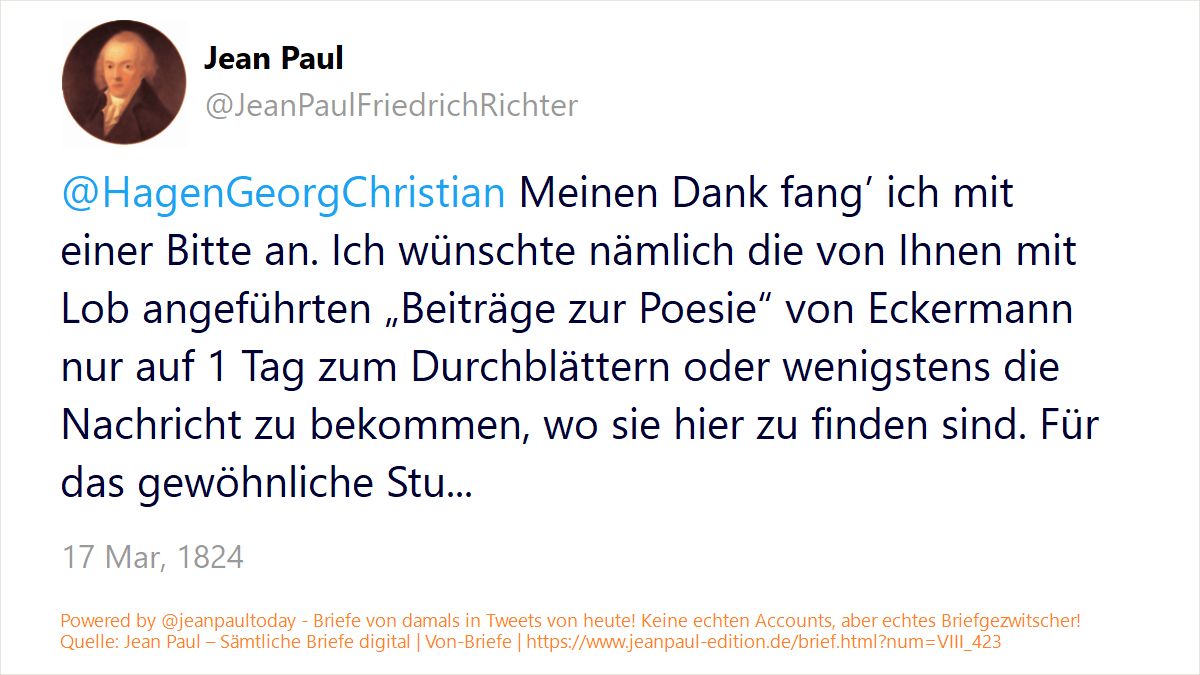 Jean Paul
@JeanPaulFriedrichRichter
@HagenGeorgChristian Meinen Dank fang’ ich mit
einer Bitte an. Ich wünschte nämlich die von Ihnen mit
Lob angeführten „Beiträge zur Poesie“ von Eckermann
nur auf 1 Tag zum Durchblättern oder wenigstens die
Nachricht zu bekommen, wo sie hier zu finden sind. Für
das gewöhnliche Stu...
17 Mar, 1824
Powered by @jeanpaultoday - Briefe von damals in Tweets von heute! Keine echten Accounts, aber echtes Briefgezwitscher!
Quelle: Jean Paul – Sämtliche Briefe digital | Von-Briefe | https://www.jeanpaul-edition.de/brief.html?num=VIII_423